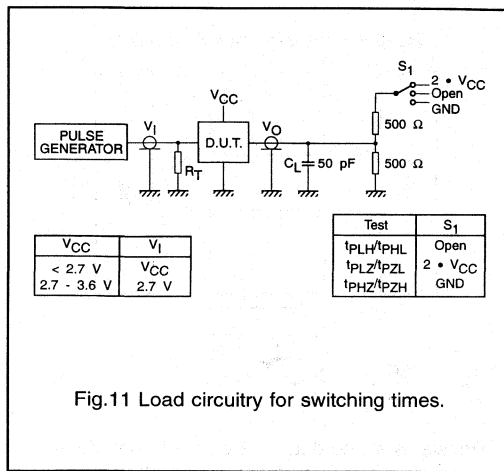 S1
2 • VCC
Open
GND
VCC
PULSE GENERATOR
VI
D.U.T.
VO
RT
CL
50 pF
500 Ω
500 Ω
VCC VI
< 2.7 V VCC
2.7 - 3.6 V 2.7 V
Test S1
tPLH/tPHL Open
tPLZ/tPZL 2 • VCC
tPHZ/tPZH GND
Fig.11 Load circuitry for switching times.